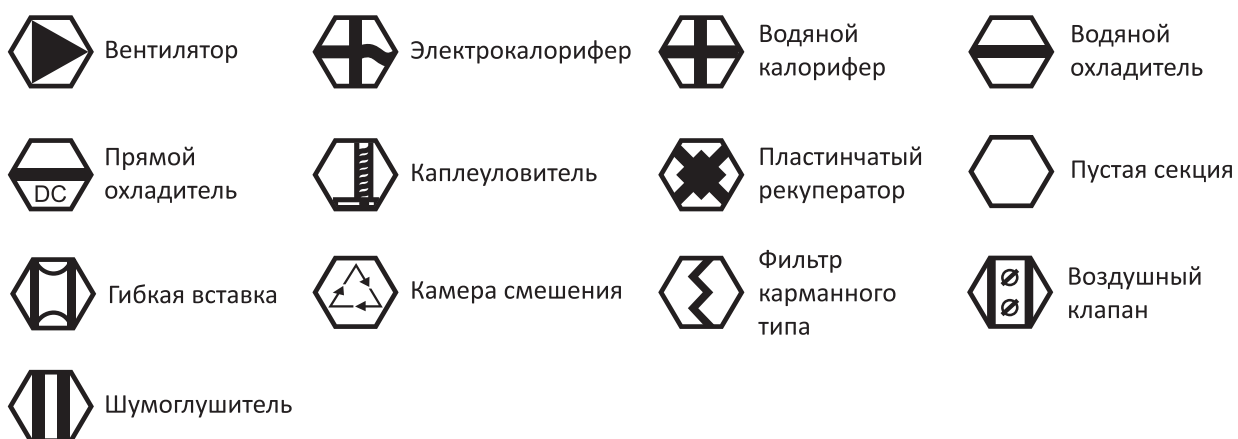 Вентилятор
Электрокалорифер
Водяной
калорифер
Водяной
охладитель
Прямой
охладитель
DC
Каплеуловитель
Пластинчатый
рекуператор
Пустая секция
Гибкая вставка
Камера смешения
Фильтр
карманного
типа
Воздушный
клапан
Шумоглушитель